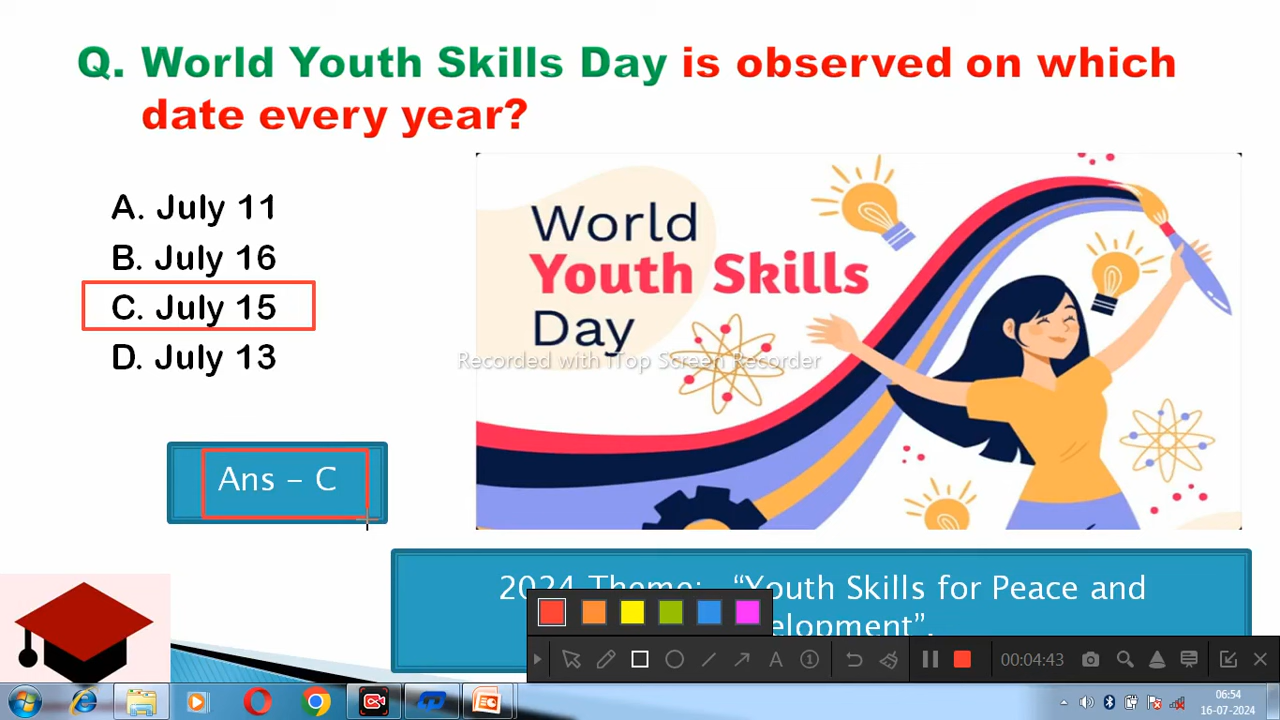 Q. World Youth Skills Day is observed on which
date every year?
A. July 11
B. July 16
C. July 15
D. July 13
World
Youth Skills
Day
Recorded with iTop Screen Recorder
Ans - C
2024 Theme: "Youth Skills for Peace and
elopment".
A
1
00:04:43
06:54
16-07-2024